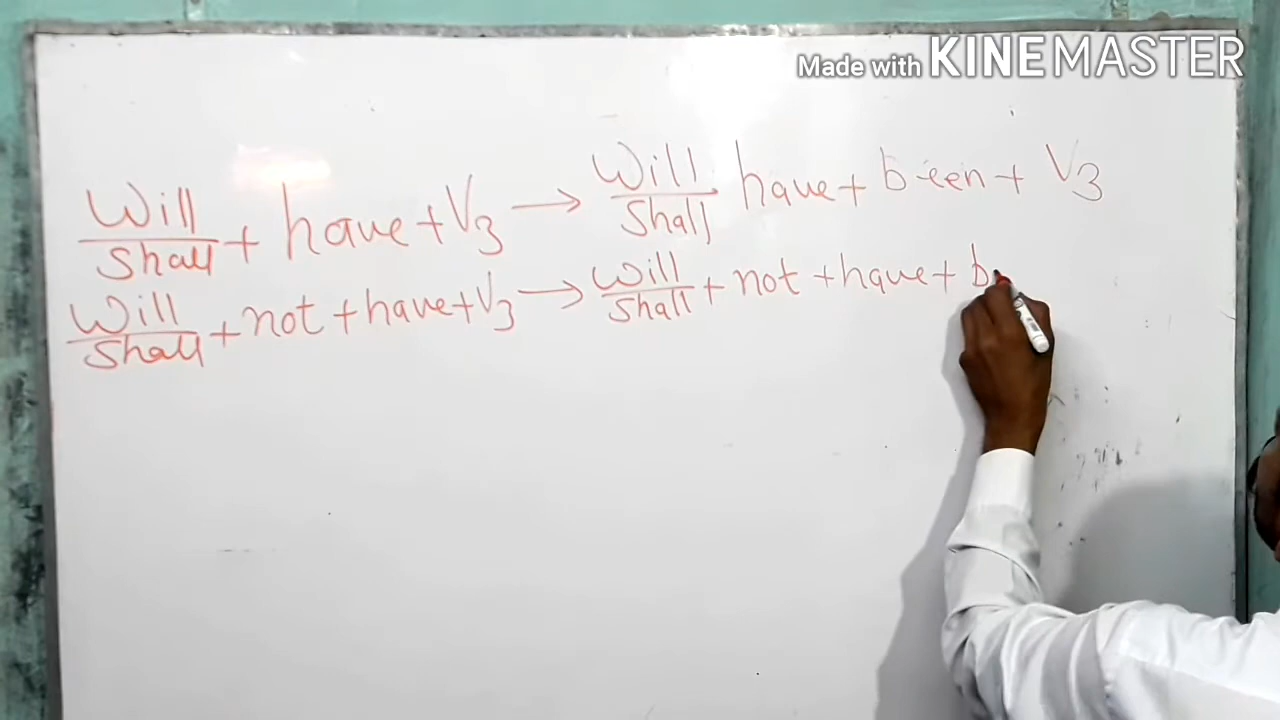 Made with KINEMASTER
Will/Shall + have + V3 → Will/Shall have + been + V3
Will/Shall + not + have + V3 → Will/Shall + not + have + b